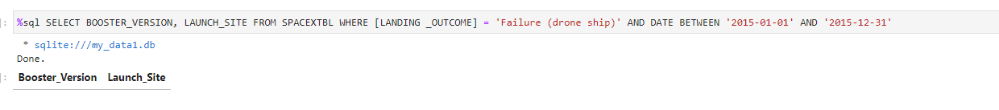 ]: %sql SELECT BOOSTER_VERSION, LAUNCH_SITE FROM SPACEXTBL WHERE [LANDING _OUTCOME] = 'Failure (drone ship)' AND DATE BETWEEN '2015-01-01' AND '2015-12-31'
* sqlite:///my_data1.db
Done.
]: Booster_Version Launch_Site